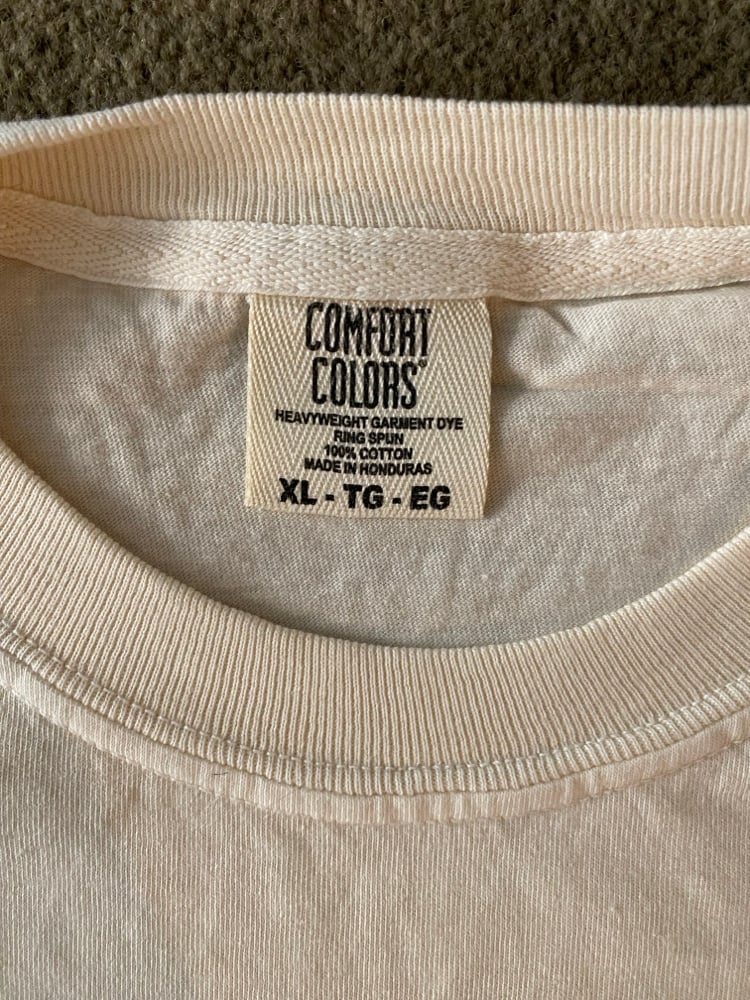 COMFORT
COLORS®
HEAVYWEIGHT GARMENT DYE
RING SPUN
100% COTTON
MADE IN HONDURAS
XL - TG - EG